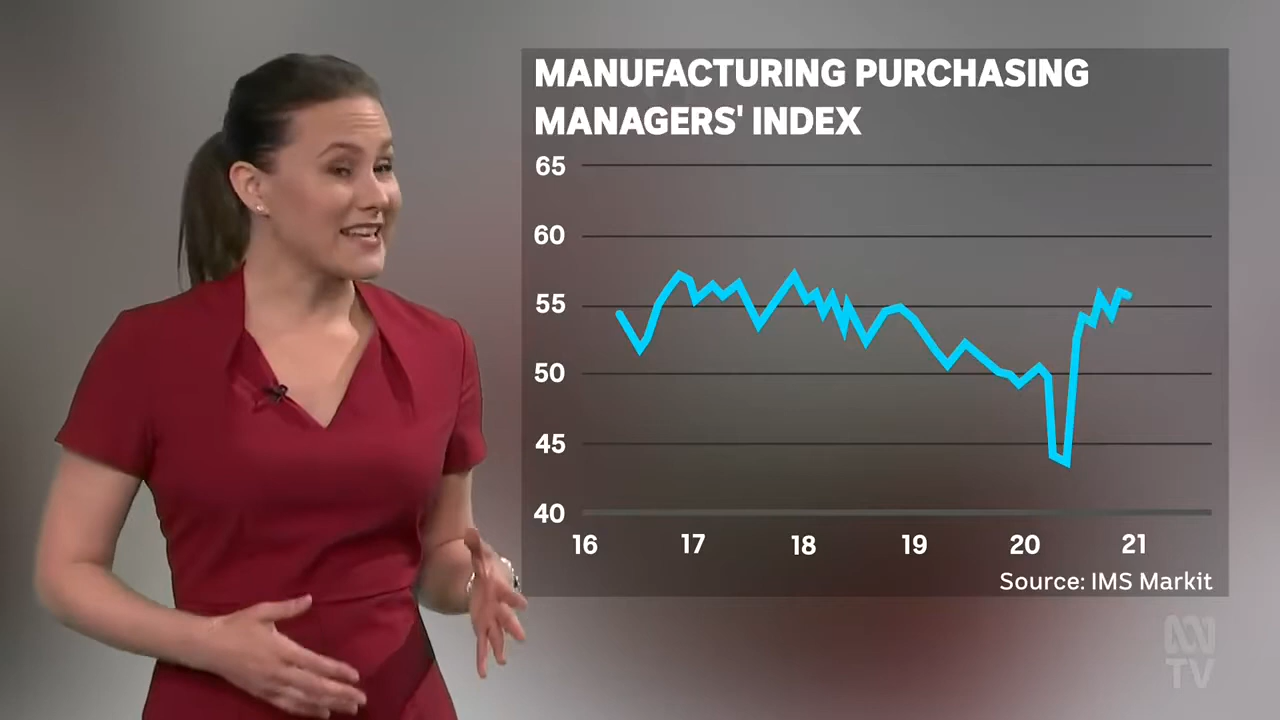 MANUFACTURING PURCHASING
MANAGERS' INDEX
65
60
55
50
45
40
16 17 18 19 20 21
Source: IMS Markit
TV